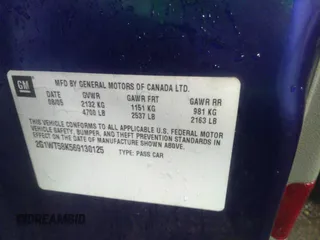 GM
MFD. BY GENERAL MOTORS OF CANADA LTD.
DATE GVWR GAWR FRT GAWR RR
08/05 2132 KG 1151 KG 981 KG
4700 LB 2537 LB 2163 LB
THIS VEHICLE CONFORMS TO ALL APPLICABLE U.S. FEDERAL MOTOR
VEHICLE SAFETY, BUMPER, AND THEFT PREVENTION STANDARDS IN
EFFECT ON THE DATE OF MANUFACTURE SHOWN ABOVE.
2G1WT58K569130125 TYPE: PASS CAR
DREAMBID